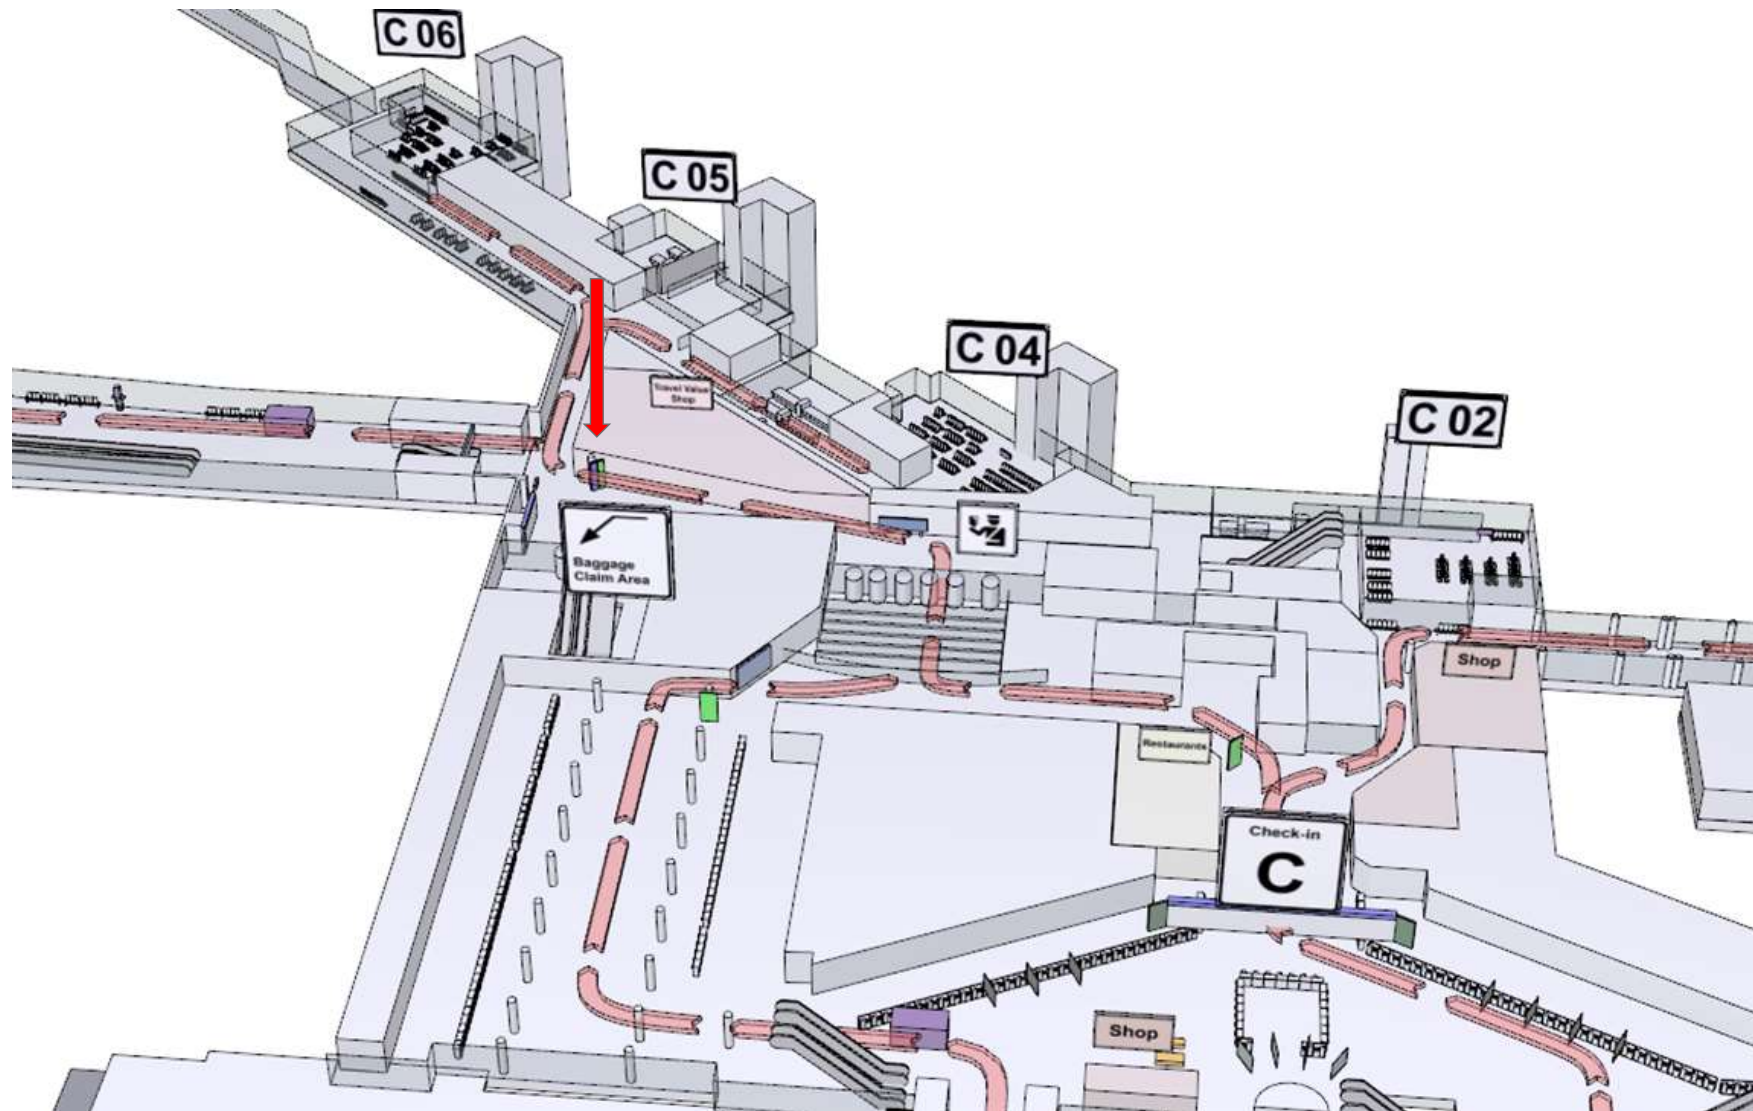 C 06
C 05
C 04
C 02
Travel Value
Shop
Baggage
Claim Area
Shop
Restaurants
Check-in
C
Shop